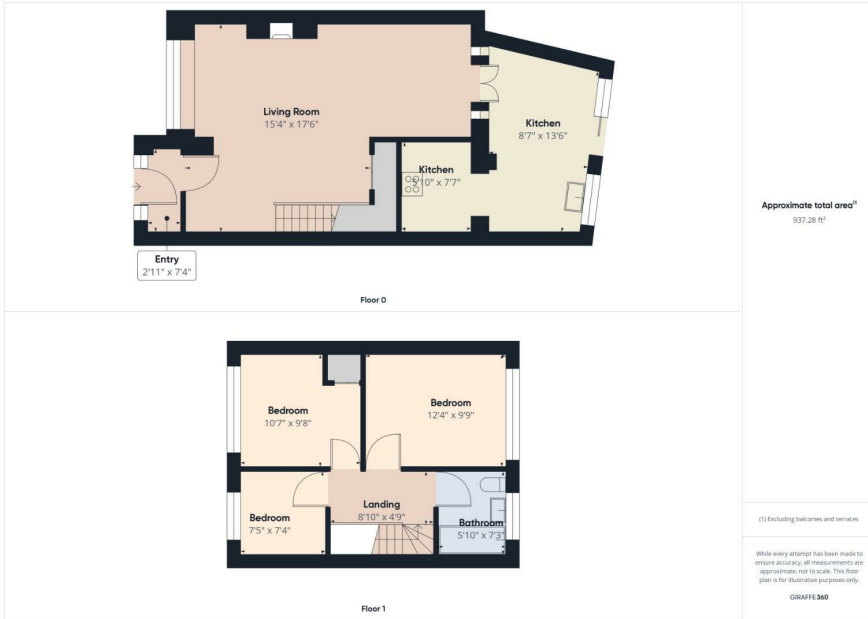 Living Room
15'4" x 17'6"
Kitchen
8'7" x 13'6"
Kitchen
5'10" x 7'7"
Entry
2'11" x 7'4"
Floor 0
Bedroom
10'7" x 9'8"
Bedroom
12'4" x 9'9"
Landing
8'10" x 4'9"
Bedroom
7'5" x 7'4"
Bathroom
5'10" x 7'3"
Floor 1
Approximate total area⁽¹⁾
937.28 ft²
(1) Excluding balconies and terraces
While every attempt has been made to
ensure accuracy, all measurements are
approximate, not to scale. This floor
plan is for illustrative purposes only.
GIRAFFE360